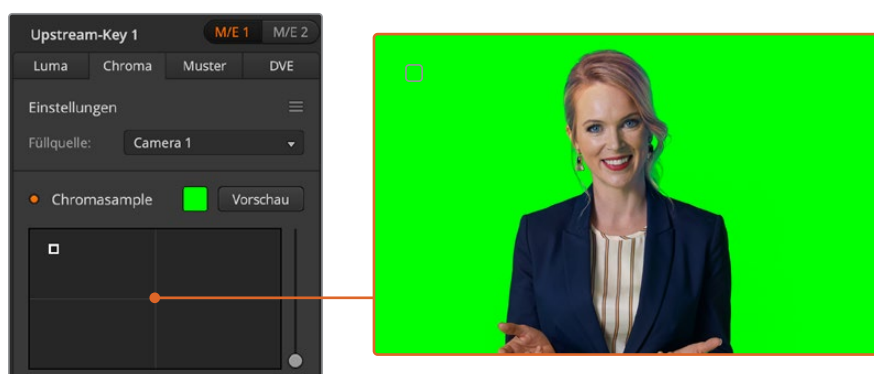 Upstream-Key 1 M/E 1 M/E 2
Luma Chroma Muster DVE
Einstellungen
Füllquelle: Camera 1
Chromasample Vorschau